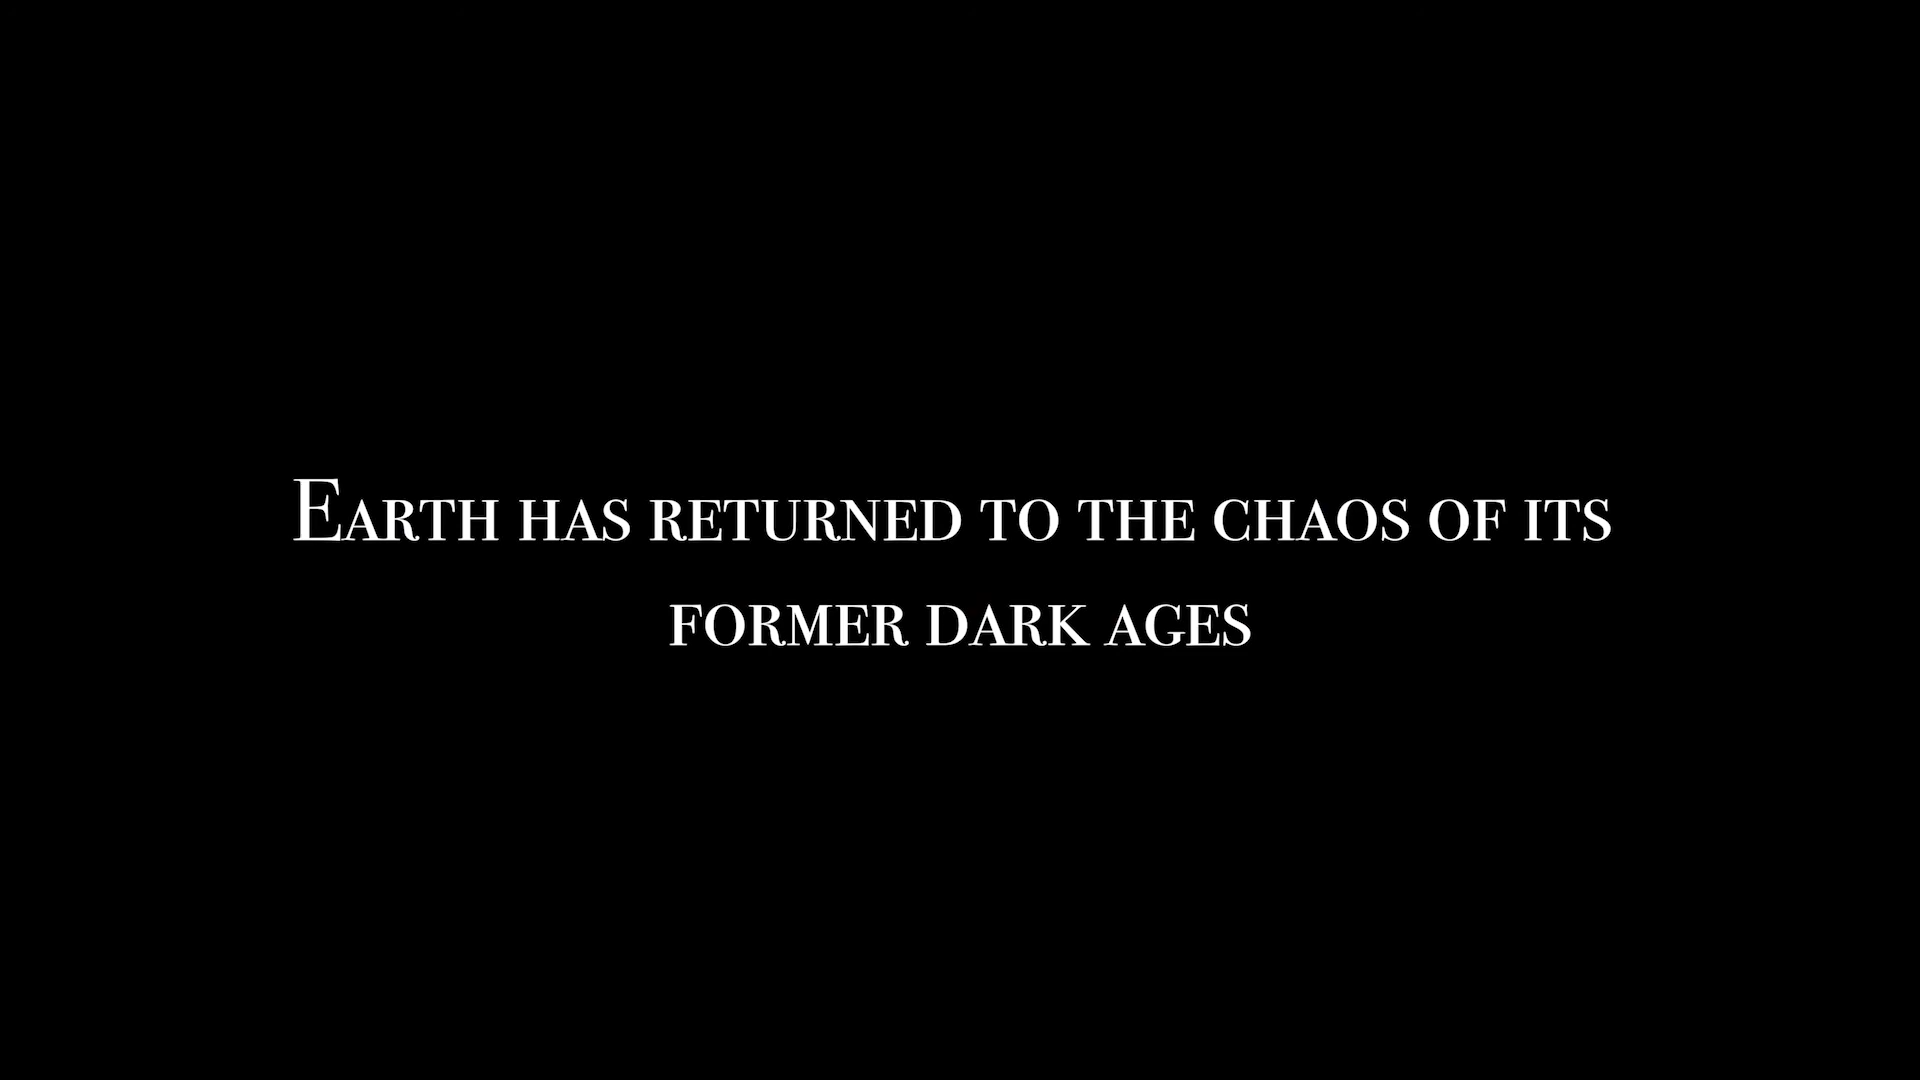 Earth has returned to the chaos of its
former dark ages